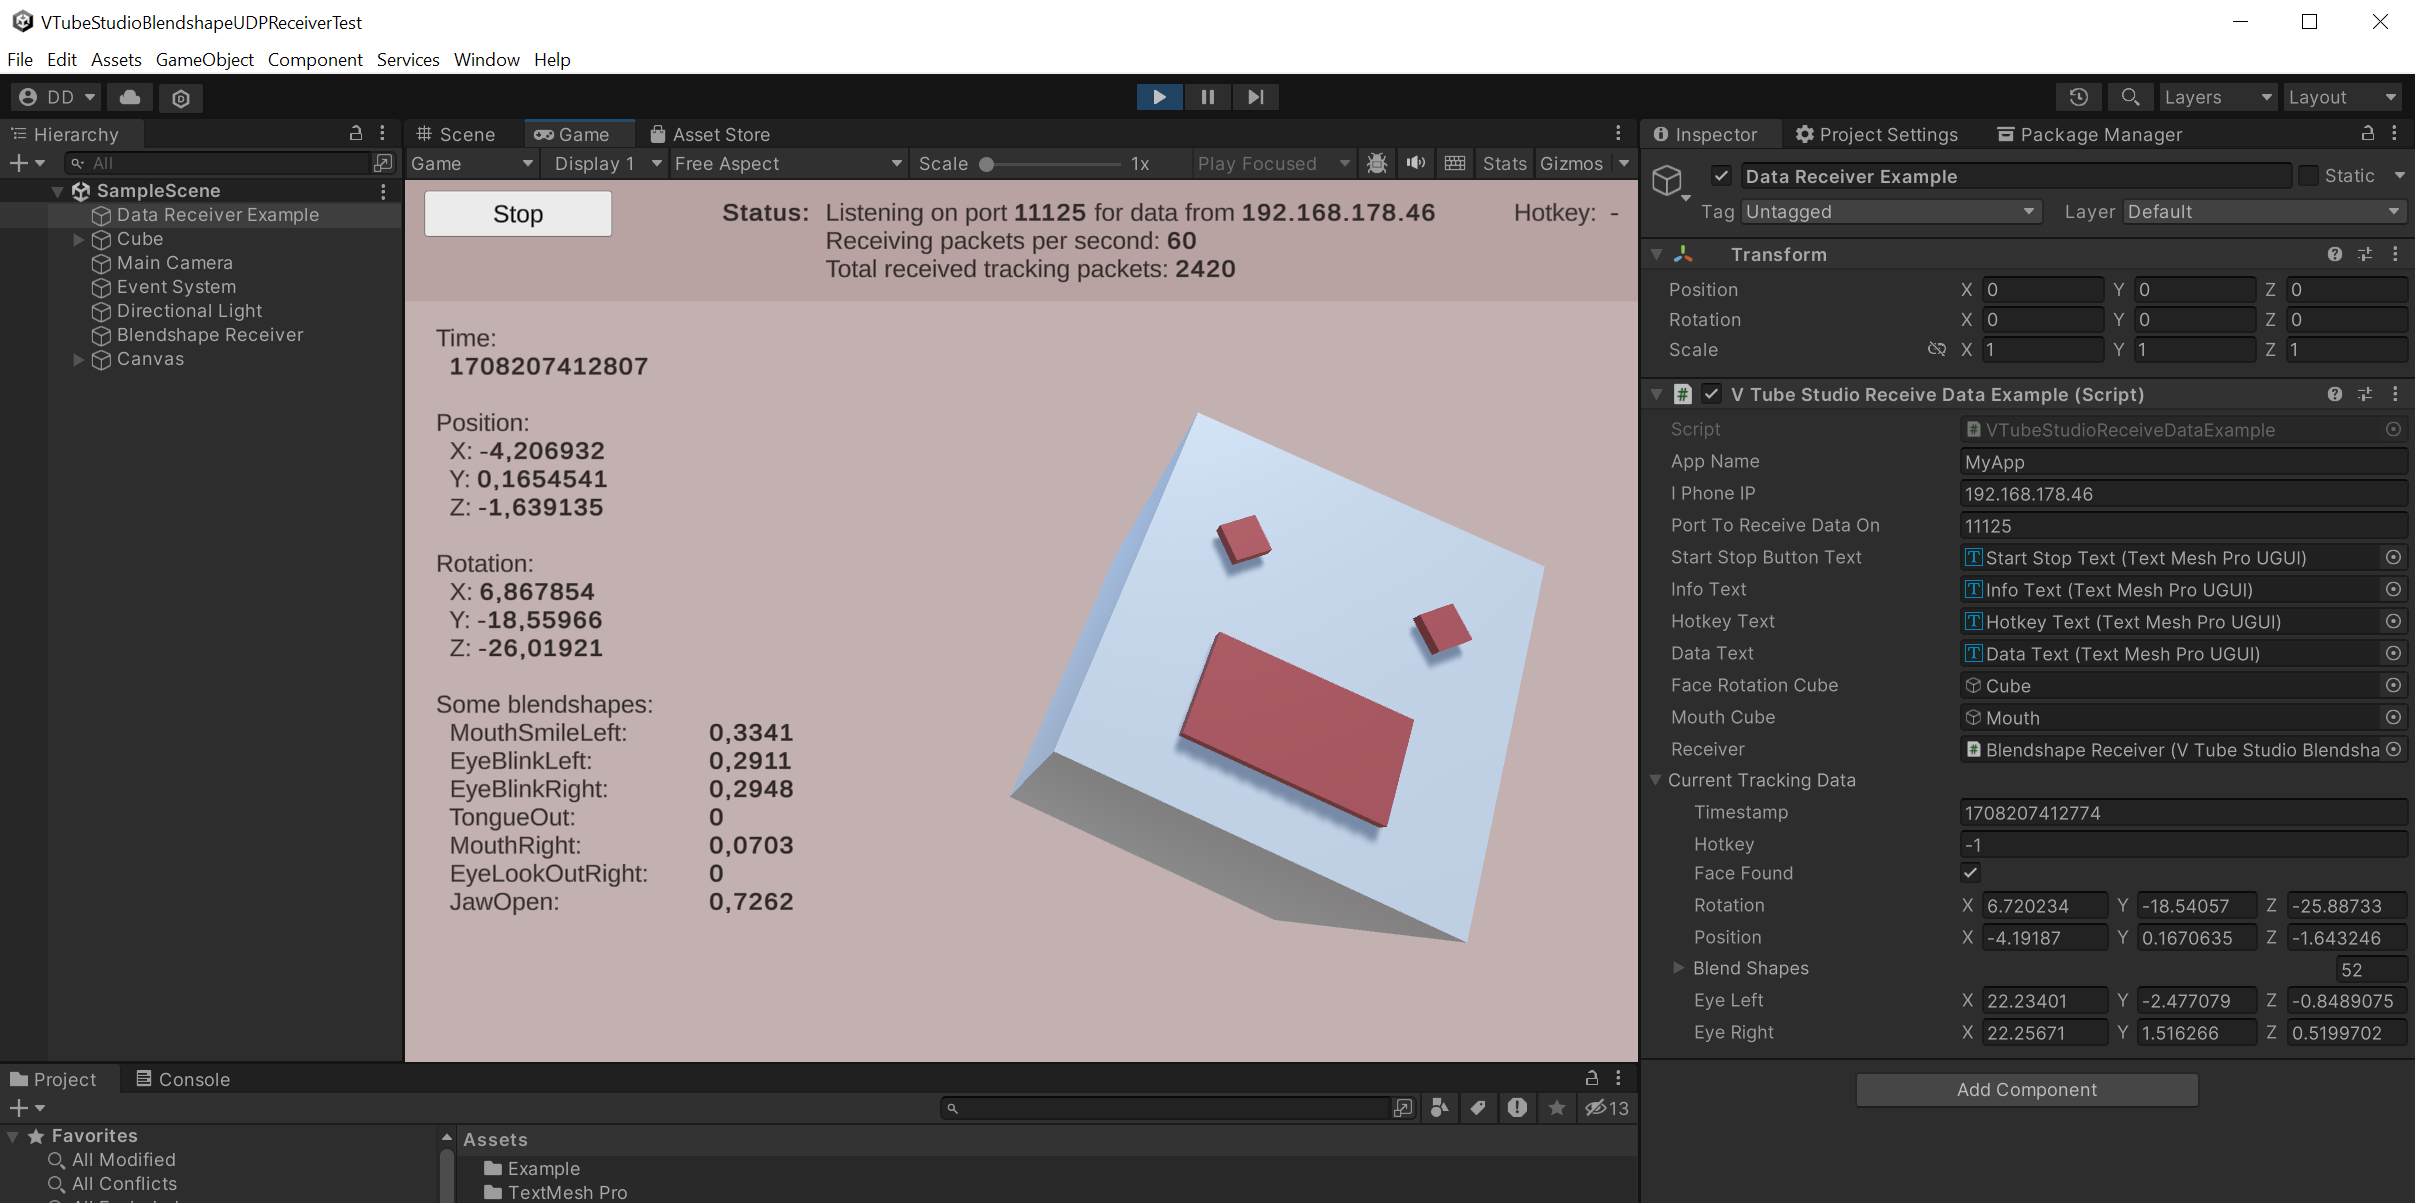 VTubeStudioBlendshapeUDPReceiverTest
File Edit Assets GameObject Component Services Window Help
DD Layers Layout
Hierarchy
All
SampleScene
Data Receiver Example
Cube
Main Camera
Event System
Directional Light
Blendshape Receiver
Canvas
Scene Game Asset Store
Game Display 1 Free Aspect Scale 1x Play Focused Stats Gizmos
Stop
Status: Listening on port 11125 for data from 192.168.178.46
Receiving packets per second: 60
Total received tracking packets: 2420
Hotkey: -
Time:
1708207412807
Position:
X: -4,206932
Y: 0,1654541
Z: -1,639135
Rotation:
X: 6,867854
Y: -18,55966
Z: -26,01921
Some blendshapes:
MouthSmileLeft: 0,3341
EyeBlinkLeft: 0,2911
EyeBlinkRight: 0,2948
TongueOut: 0
MouthRight: 0,0703
EyeLookOutRight: 0
JawOpen: 0,7262
Inspector Project Settings Package Manager
Data Receiver Example Static
Tag Untagged Layer Default
Transform
Position X 0 Y 0 Z 0
Rotation X 0 Y 0 Z 0
Scale X 1 Y 1 Z 1
# V Tube Studio Receive Data Example (Script)
Script VTubeStudioReceiveDataExample
App Name MyApp
I Phone IP 192.168.178.46
Port To Receive Data On 11125
Start Stop Button Text Start Stop Text (Text Mesh Pro UGUI)
Info Text Info Text (Text Mesh Pro UGUI)
Hotkey Text Hotkey Text (Text Mesh Pro UGUI)
Data Text Data Text (Text Mesh Pro UGUI)
Face Rotation Cube Cube
Mouth Cube Mouth
Receiver Blendshape Receiver (V Tube Studio Blendsha
Current Tracking Data
Timestamp 1708207412774
Hotkey -1
Face Found
Rotation X 6.720234 Y -18.54057 Z -25.88733
Position X -4.19187 Y 0.1670635 Z -1.643246
Blend Shapes 52
Eye Left X 22.23401 Y -2.477079 Z -0.8489075
Eye Right X 22.25671 Y 1.516266 Z 0.5199702
Add Component
Project Console
13
Favorites
All Modified
All Conflicts
Assets
Example
TextMesh Pro